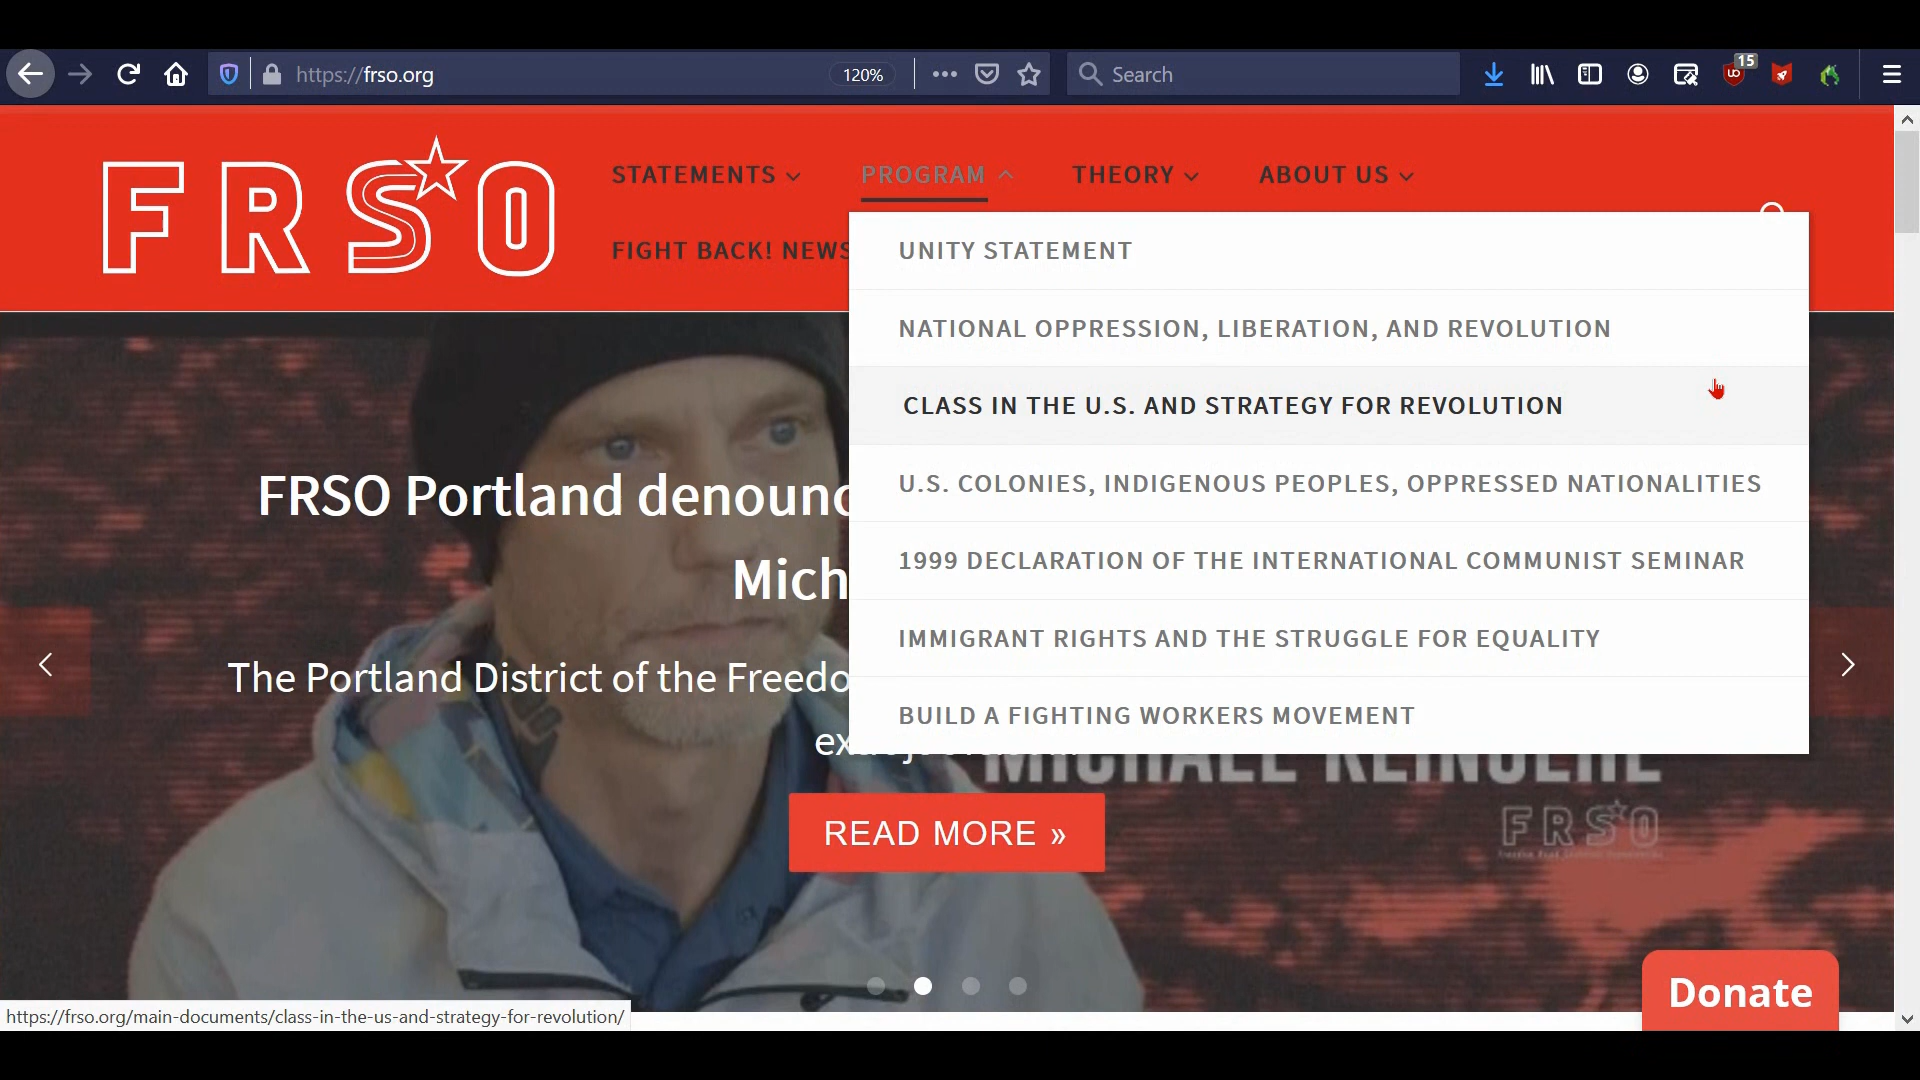 https://frso.org
120%
Search
15
FRSO
STATEMENTS
PROGRAM
THEORY
ABOUT US
FIGHT BACK! NEWS
UNITY STATEMENT
NATIONAL OPPRESSION, LIBERATION, AND REVOLUTION
CLASS IN THE U.S. AND STRATEGY FOR REVOLUTION
U.S. COLONIES, INDIGENOUS PEOPLES, OPPRESSED NATIONALITIES
1999 DECLARATION OF THE INTERNATIONAL COMMUNIST SEMINAR
IMMIGRANT RIGHTS AND THE STRUGGLE FOR EQUALITY
BUILD A FIGHTING WORKERS MOVEMENT
FRSO Portland denounc
Mich
The Portland District of the Freedo
MICHAEL REINOEHL
FRSO
READ MORE »
Donate
https://frso.org/main-documents/class-in-the-us-and-strategy-for-revolution/